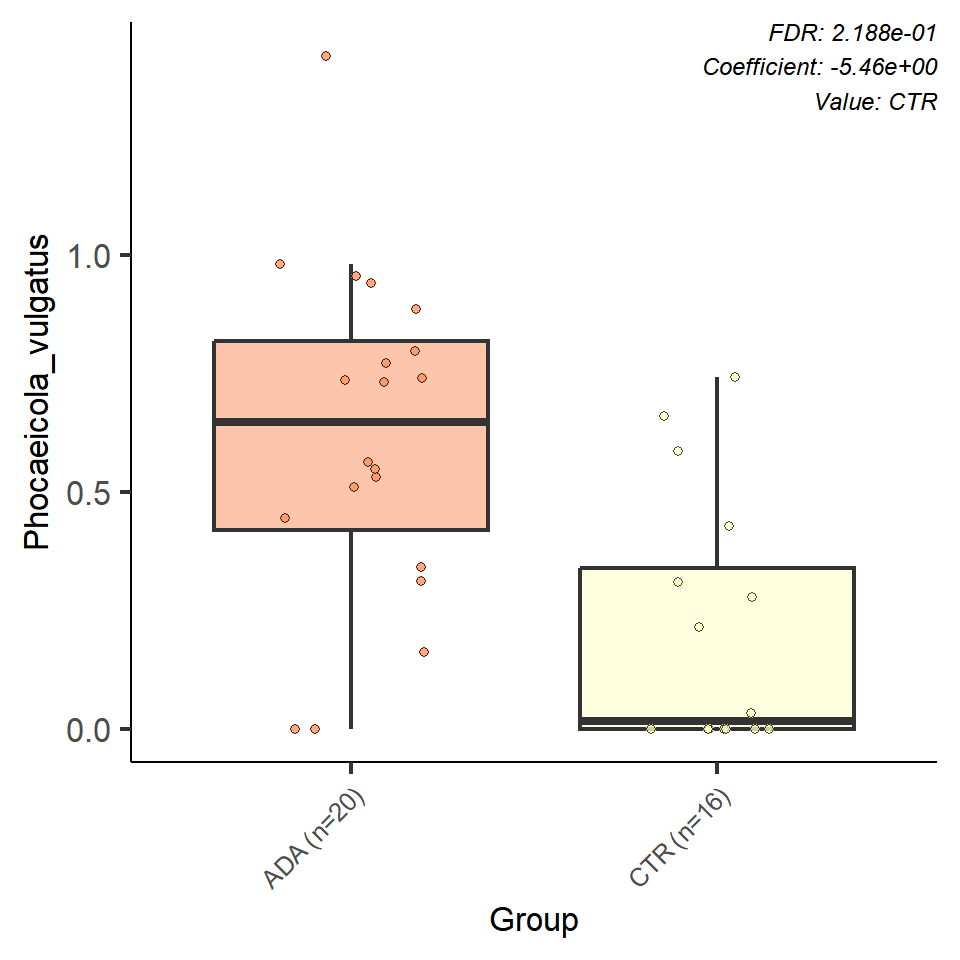 FDR: 2.188e-01
Coefficient: -5.46e+00
Value: CTR
Phocaeicola_vulgatus
1.0
0.5
0.0
ADA (n=20)
CTR (n=16)
Group